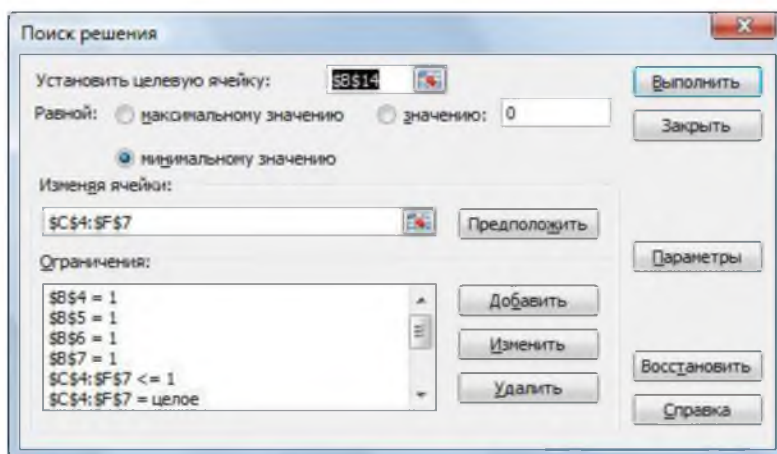 Поиск решения
Установить целевую ячейку: $B$14
Выполнить
Равной: максимальному значению значению: 0
Закрыть
минимальному значению
Изменяя ячейки:
$C$4:$F$7
Предположить
Ограничения:
Параметры
$B$4 = 1
$B$5 = 1
$B$6 = 1
$B$7 = 1
$C$4:$F$7 <= 1
$C$4:$F$7 = целое
Добавить
Изменить
Удалить
Восстановить
Справка